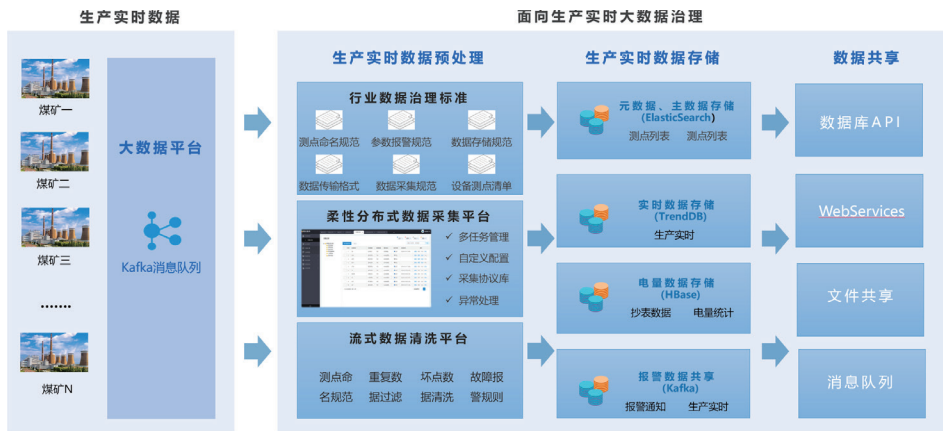 生产实时数据
面向生产实时大数据治理
煤矿一
煤矿二
煤矿三
.......
煤矿N
大数据平台
Kafka消息队列
生产实时数据预处理
行业数据治理标准
测点命名规范 参数报警规范 数据存储规范
数据传输格式 数据采集规范 设备测点清单
柔性分布式数据采集平台
✓ 多任务管理
✓ 自定义配置
✓ 采集协议库
✓ 异常处理
流式数据清洗平台
测点命 重复数 坏点数 故障报
名规范 据过滤 据清洗 警规则
生产实时数据存储
元数据、主数据存储
(ElasticSearch)
测点列表 测点列表
实时数据存储
(TrendDB)
生产实时
电量数据存储
(HBase)
抄表数据 电量统计
报警数据共享
(Kafka)
报警通知 生产实时
数据共享
数据库API
WebServices
文件共享
消息队列